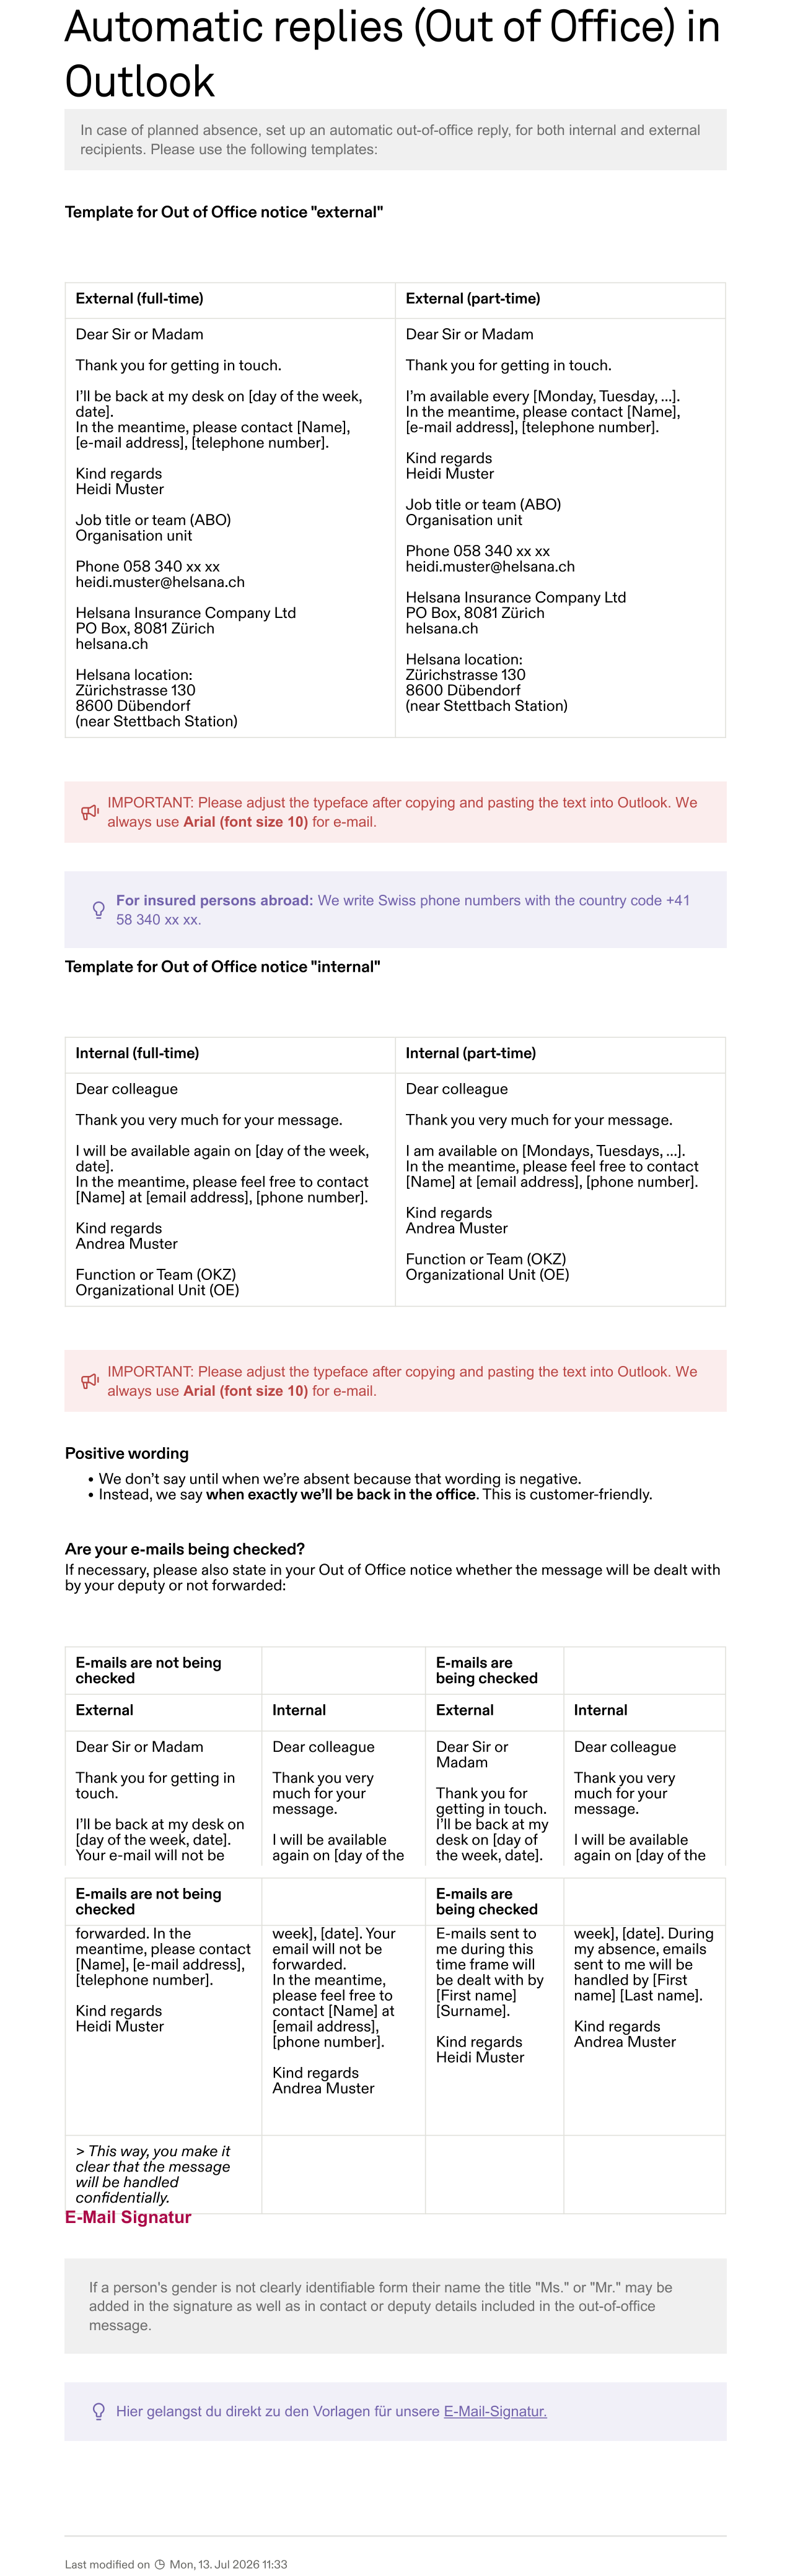 Automatic replies (Out of Office) in
Outlook
In case of planned absence, set up an automatic out-of-office reply, for both internal and external
recipients. Please use the following templates:
Template for Out of Office notice "external"
External (full-time)
Dear Sir or Madam
Thank you for getting in touch.
I’ll be back at my desk on [day of the week,
date].
In the meantime, please contact [Name],
[e-mail address], [telephone number].
Kind regards
Heidi Muster
Job title or team (ABO)
Organisation unit
Phone 058 340 xx xx
heidi.muster@helsana.ch
Helsana Insurance Company Ltd
PO Box, 8081 Zürich
helsana.ch
Helsana location:
Zürichstrasse 130
8600 Dübendorf
(near Stettbach Station)
External (part-time)
Dear Sir or Madam
Thank you for getting in touch.
I’m available every [Monday, Tuesday, ...].
In the meantime, please contact [Name],
[e-mail address], [telephone number].
Kind regards
Heidi Muster
Job title or team (ABO)
Organisation unit
Phone 058 340 xx xx
heidi.muster@helsana.ch
Helsana Insurance Company Ltd
PO Box, 8081 Zürich
helsana.ch
Helsana location:
Zürichstrasse 130
8600 Dübendorf
(near Stettbach Station)
IMPORTANT: Please adjust the typeface after copying and pasting the text into Outlook. We
always use Arial (font size 10) for e-mail.
For insured persons abroad: We write Swiss phone numbers with the country code +41
58 340 xx xx.
Template for Out of Office notice "internal"
Internal (full-time)
Dear colleague
Thank you very much for your message.
I will be available again on [day of the week,
date].
In the meantime, please feel free to contact
[Name] at [email address], [phone number].
Kind regards
Andrea Muster
Function or Team (OKZ)
Organizational Unit (OE)
Internal (part-time)
Dear colleague
Thank you very much for your message.
I am available on [Mondays, Tuesdays, ...].
In the meantime, please feel free to contact
[Name] at [email address], [phone number].
Kind regards
Andrea Muster
Function or Team (OKZ)
Organizational Unit (OE)
IMPORTANT: Please adjust the typeface after copying and pasting the text into Outlook. We
always use Arial (font size 10) for e-mail.
Positive wording
• We don’t say until when we’re absent because that wording is negative.
• Instead, we say when exactly we’ll be back in the office. This is customer-friendly.
Are your e-mails being checked?
If necessary, please also state in your Out of Office notice whether the message will be dealt with
by your deputy or not forwarded:
E-mails are not being
checked
E-mails are
being checked
External
Internal
External
Internal
Dear Sir or Madam
Thank you for getting in
touch.
I’ll be back at my desk on
[day of the week, date].
Your e-mail will not be
Dear colleague
Thank you very
much for your
message.
I will be available
again on [day of the
Dear Sir or
Madam
Thank you for
getting in touch.
I’ll be back at my
desk on [day of
the week, date].
Dear colleague
Thank you very
much for your
message.
I will be available
again on [day of the
E-mails are not being
checked
E-mails are
being checked
forwarded. In the
meantime, please contact
[Name], [e-mail address],
[telephone number].
Kind regards
Heidi Muster
week], [date]. Your
email will not be
forwarded.
In the meantime,
please feel free to
contact [Name] at
[email address],
[phone number].
Kind regards
Andrea Muster
E-mails sent to
me during this
time frame will
be dealt with by
[First name]
[Surname].
Kind regards
Heidi Muster
week], [date]. During
my absence, emails
sent to me will be
handled by [First
name] [Last name].
Kind regards
Andrea Muster
> This way, you make it
clear that the message
will be handled
confidentially.
E-Mail Signatur
If a person's gender is not clearly identifiable form their name the title "Ms." or "Mr." may be
added in the signature as well as in contact or deputy details included in the out-of-office
message.
Hier gelangst du direkt zu den Vorlagen für unsere E-Mail-Signatur.
Last modified on Mon, 13. Jul 2026 11:33